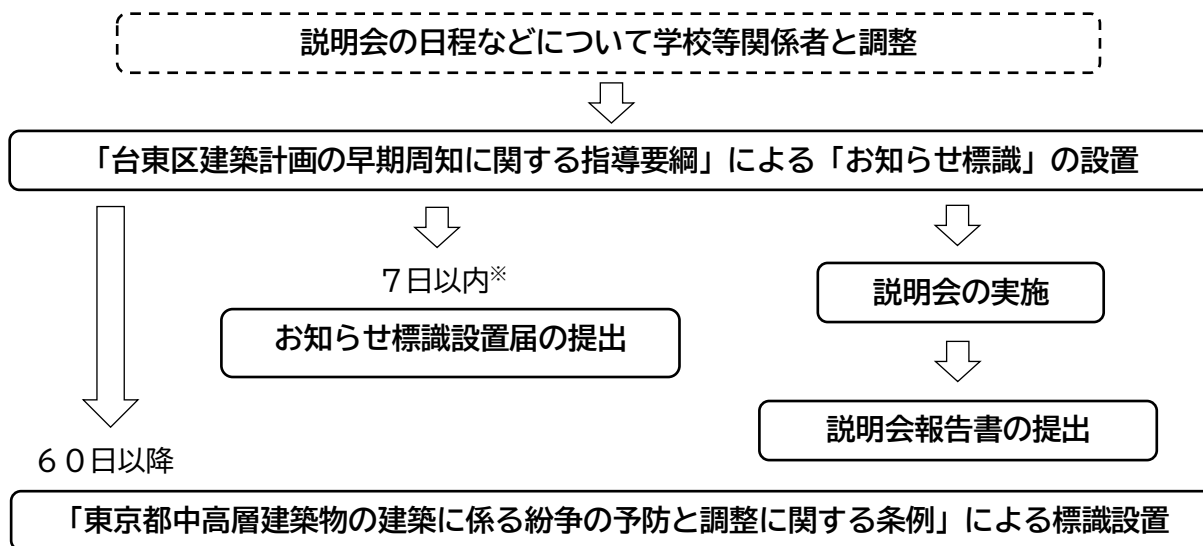 説明会の日程などについて学校等関係者と調整
「台東区建築計画の早期周知に関する指導要綱」による「お知らせ標識」の設置
７日以内※
お知らせ標識設置届の提出
説明会の実施
説明会報告書の提出
６０日以降
「東京都中高層建築物の建築に係る紛争の予防と調整に関する条例」による標識設置